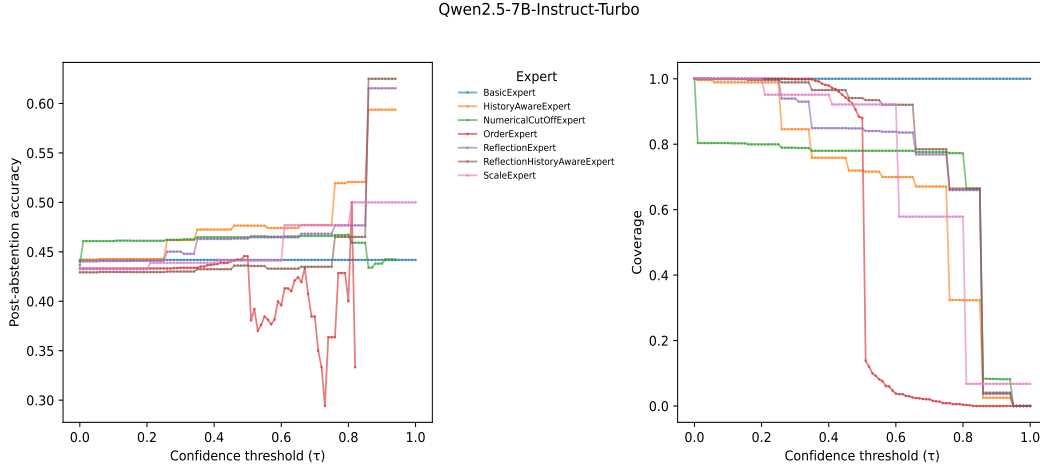 Qwen2.5-7B-Instruct-Turbo
Post-abstention accuracy
0.60
0.55
0.50
0.45
0.40
0.35
0.30
0.0 0.2 0.4 0.6 0.8 1.0
Confidence threshold (τ)
Expert
BasicExpert
HistoryAwareExpert
NumericalCutOffExpert
OrderExpert
ReflectionExpert
ReflectionHistoryAwareExpert
ScaleExpert
Coverage
1.0
0.8
0.6
0.4
0.2
0.0
0.0 0.2 0.4 0.6 0.8 1.0
Confidence threshold (τ)